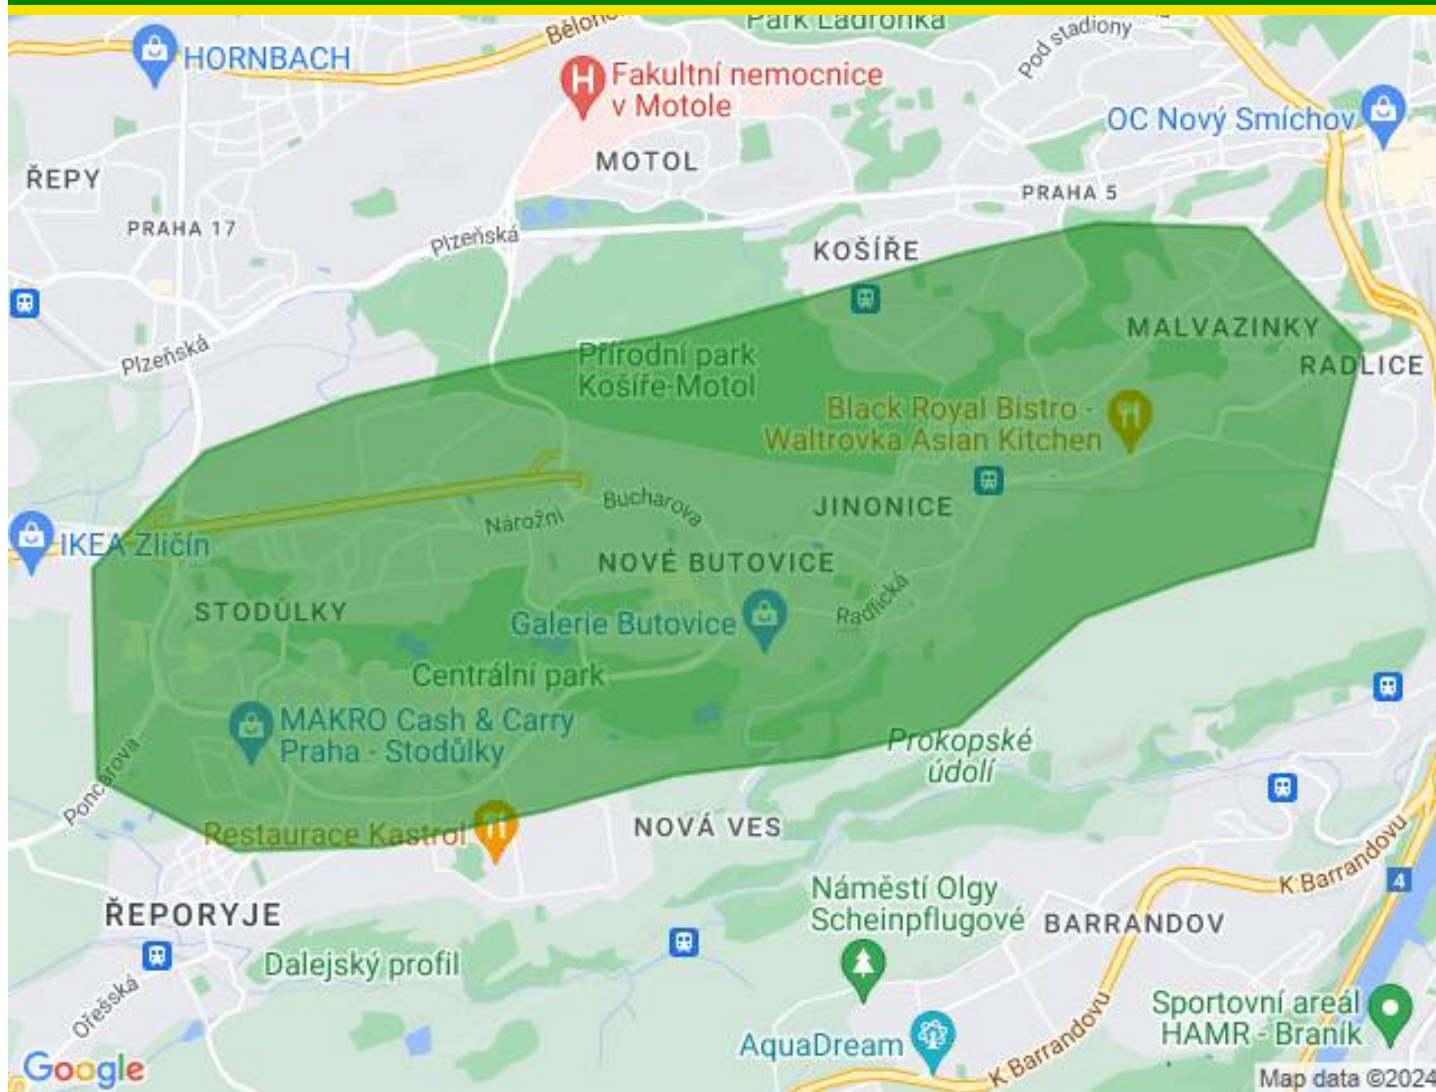 Park Ladronka
HORNBACH
Pod stadiony
Fakultní nemocnice
v Motole
OC Nový Smíchov
MOTOL
ŘEPY
PRAHA 5
PRAHA 17
Plzeňská
KOŠÍŘE
MALVAZINKY
Plzeňská
Přírodní park
Košíře-Motol
RADLICE
Black Royal Bistro -
Waltrovka Asian Kitchen
Bucharova
JINONICE
Nárožní
IKEA Zličín
NOVÉ BUTOVICE
STODŮLKY
Radlická
Galerie Butovice
Centrální park
MAKRO Cash & Carry
Praha - Stodůlky
Prokopské
údolí
Poncarova
Restaurace Kastrol
NOVÁ VES
K Barrandovu
4
Náměstí Olgy
Scheinpflugové
ŘEPORYJE
BARRANDOV
Dalejský profil
Ořešská
Sportovní areál
HAMR - Braník
AquaDream
K Barrandovu
Google
Map data ©2024